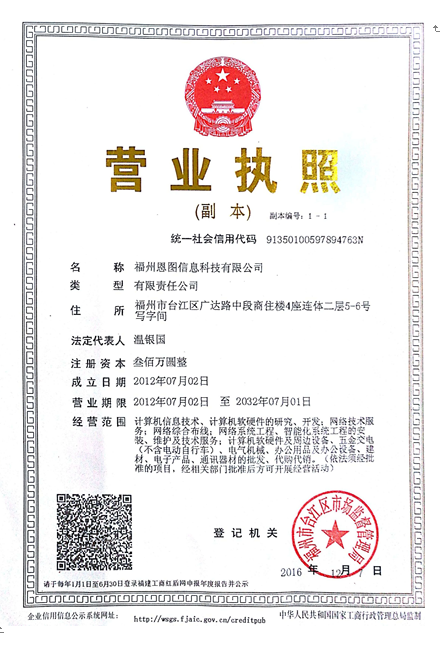 营业执照
(副 本)
副本编号：1-1
统一社会信用代码 91350100597894763N
名 称 福州恩图信息科技有限公司
类 型 有限责任公司
住 所 福州市台江区广达路中段商住楼4座连体二层5-6号
写字间
法定代表人 温银国
注册资本 叁佰万圆整
成立日期 2012年07月02日
营业期限 2012年07月02日 至 2032年07月01日
经营范围 计算机信息技术、计算机软硬件的研究、开发；网络技术服
务；网络综合布线；网络系统工程、智能化系统工程的安
装、维护及技术服务；计算机软硬件及周边设备、五金交电
（不含电动自行车）、电气机械、办公用品及办公设备、建
材、电子产品、通讯器材的批发、代购代销。（依法须经批
准的项目，经相关部门批准后方可开展经营活动）
登记机关
福州市台江区市场监督管理局
2016 年 12 月 7 日
请于每年1月1日至6月30日登录福建工商红盾网申报年度报告并公示
企业信用信息公示系统网址： http://wsgs.fjaic.gov.cn/creditpub 中华人民共和国国家工商行政管理总局监制